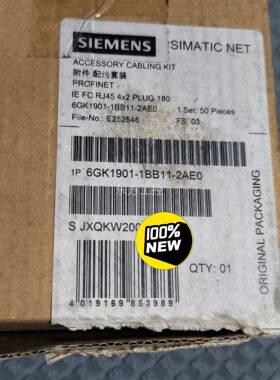 SIEMENS SIMATIC NET
ACCESSORY CABLING KIT
附件 配线套装
PROFINET
IE FC RJ45 4x2 PLUG 180
6GK1901-1BB11-2AE0 1 Set: 50 Pieces
File-No.: E252546 FS: 03
1P 6GK1901-1BB11-2AE0
S JXQKW200
100%
NEW
QTY: 01
4 019169 853989
ORIGINAL PACKAGING